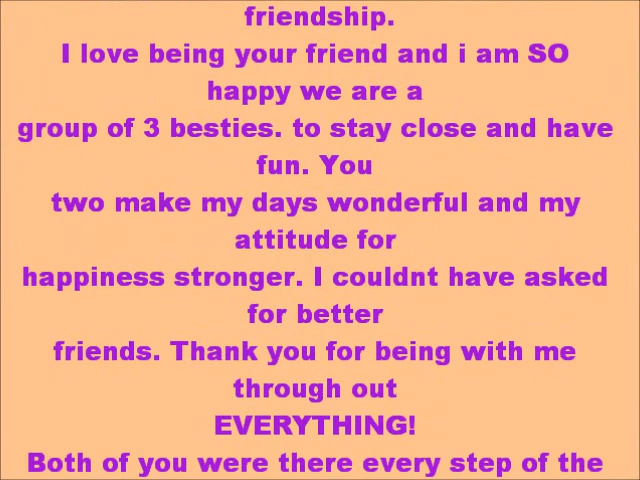 friendship.
I love being your friend and i am SO
happy we are a
group of 3 besties. to stay close and have
fun. You
two make my days wonderful and my
attitude for
happiness stronger. I couldnt have asked
for better
friends. Thank you for being with me
through out
EVERYTHING!
Both of you were there every step of the